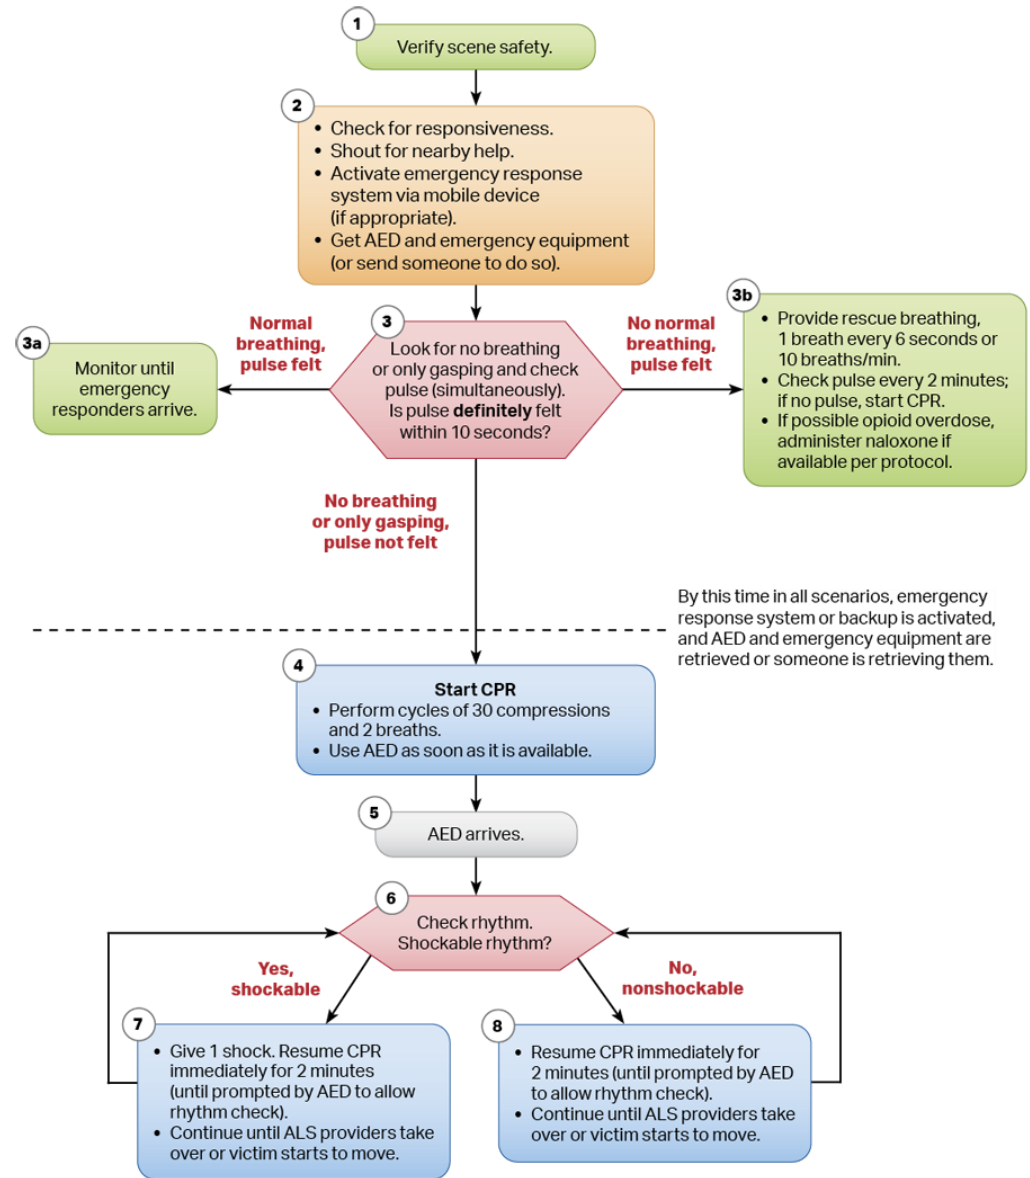 1
Verify scene safety.
2
• Check for responsiveness.
• Shout for nearby help.
• Activate emergency response
system via mobile device
(if appropriate).
• Get AED and emergency equipment
(or send someone to do so).
Normal
breathing,
pulse felt
3
Look for no breathing
or only gasping and check
pulse (simultaneously).
Is pulse definitely felt
within 10 seconds?
No normal
breathing,
pulse felt
3a
Monitor until
emergency
responders arrive.
3b
• Provide rescue breathing,
1 breath every 6 seconds or
10 breaths/min.
• Check pulse every 2 minutes;
if no pulse, start CPR.
• If possible opioid overdose,
administer naloxone if
available per protocol.
No breathing
or only gasping,
pulse not felt
By this time in all scenarios, emergency
response system or backup is activated,
and AED and emergency equipment are
retrieved or someone is retrieving them.
4
Start CPR
• Perform cycles of 30 compressions
and 2 breaths.
• Use AED as soon as it is available.
5
AED arrives.
6
Check rhythm.
Shockable rhythm?
Yes,
shockable
No,
nonshockable
7
• Give 1 shock. Resume CPR
immediately for 2 minutes
(until prompted by AED to allow
rhythm check).
• Continue until ALS providers take
over or victim starts to move.
8
• Resume CPR immediately for
2 minutes (until prompted by AED
to allow rhythm check).
• Continue until ALS providers take
over or victim starts to move.